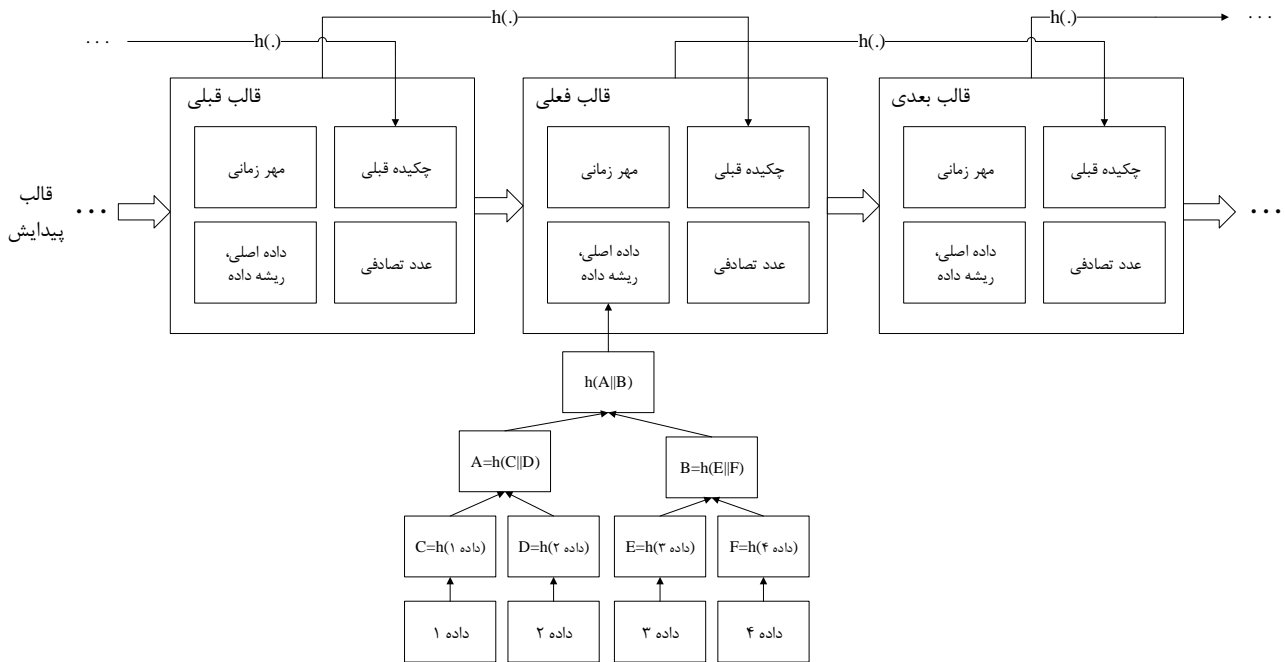 h(.)
h(.)
. . .
. . .
h(.)
h(.)
قالب قبلی
مهر زمانی
چکیده قبلی
داده اصلی،
ریشه داده
عدد تصادفی
قالب فعلی
مهر زمانی
چکیده قبلی
داده اصلی،
ریشه داده
عدد تصادفی
قالب بعدی
مهر زمانی
چکیده قبلی
داده اصلی،
ریشه داده
عدد تصادفی
قالب
پیدایش
...
...
h(A||B)
A=h(C||D)
B=h(E||F)
C=h(داده ۱)
D=h(داده ۲)
E=h(داده ۳)
F=h(داده ۴)
داده ۱
داده ۲
داده ۳
داده ۴